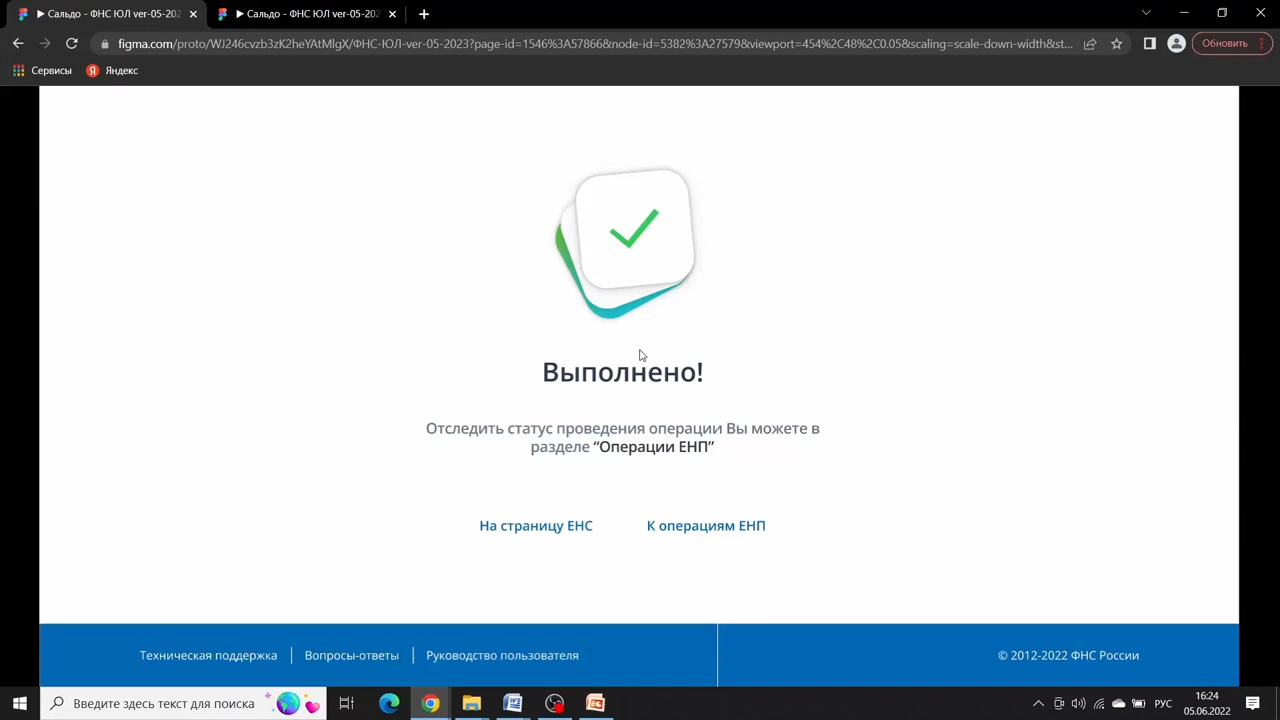 ▶ Сальдо - ФНС ЮЛ ver-05-202
▶ Сальдо - ФНС ЮЛ ver-05-202
figma.com/proto/WJ246cvzb3zK2heYAtMlgX/ФНС-ЮЛ-ver-05-2023?page-id=1546%3A57866&node-id=5382%3A27579&viewport=454%2C48%2C0.05&scaling=scale-down-width&st...
Обновить
Сервисы
Я Яндекс
Выполнено!
Отследить статус проведения операции Вы можете в
разделе “Операции ЕНП”
На страницу ЕНС
К операциям ЕНП
Техническая поддержка
Вопросы-ответы
Руководство пользователя
© 2012-2022 ФНС России
Введите здесь текст для поиска
РУС
16:24
05.06.2022